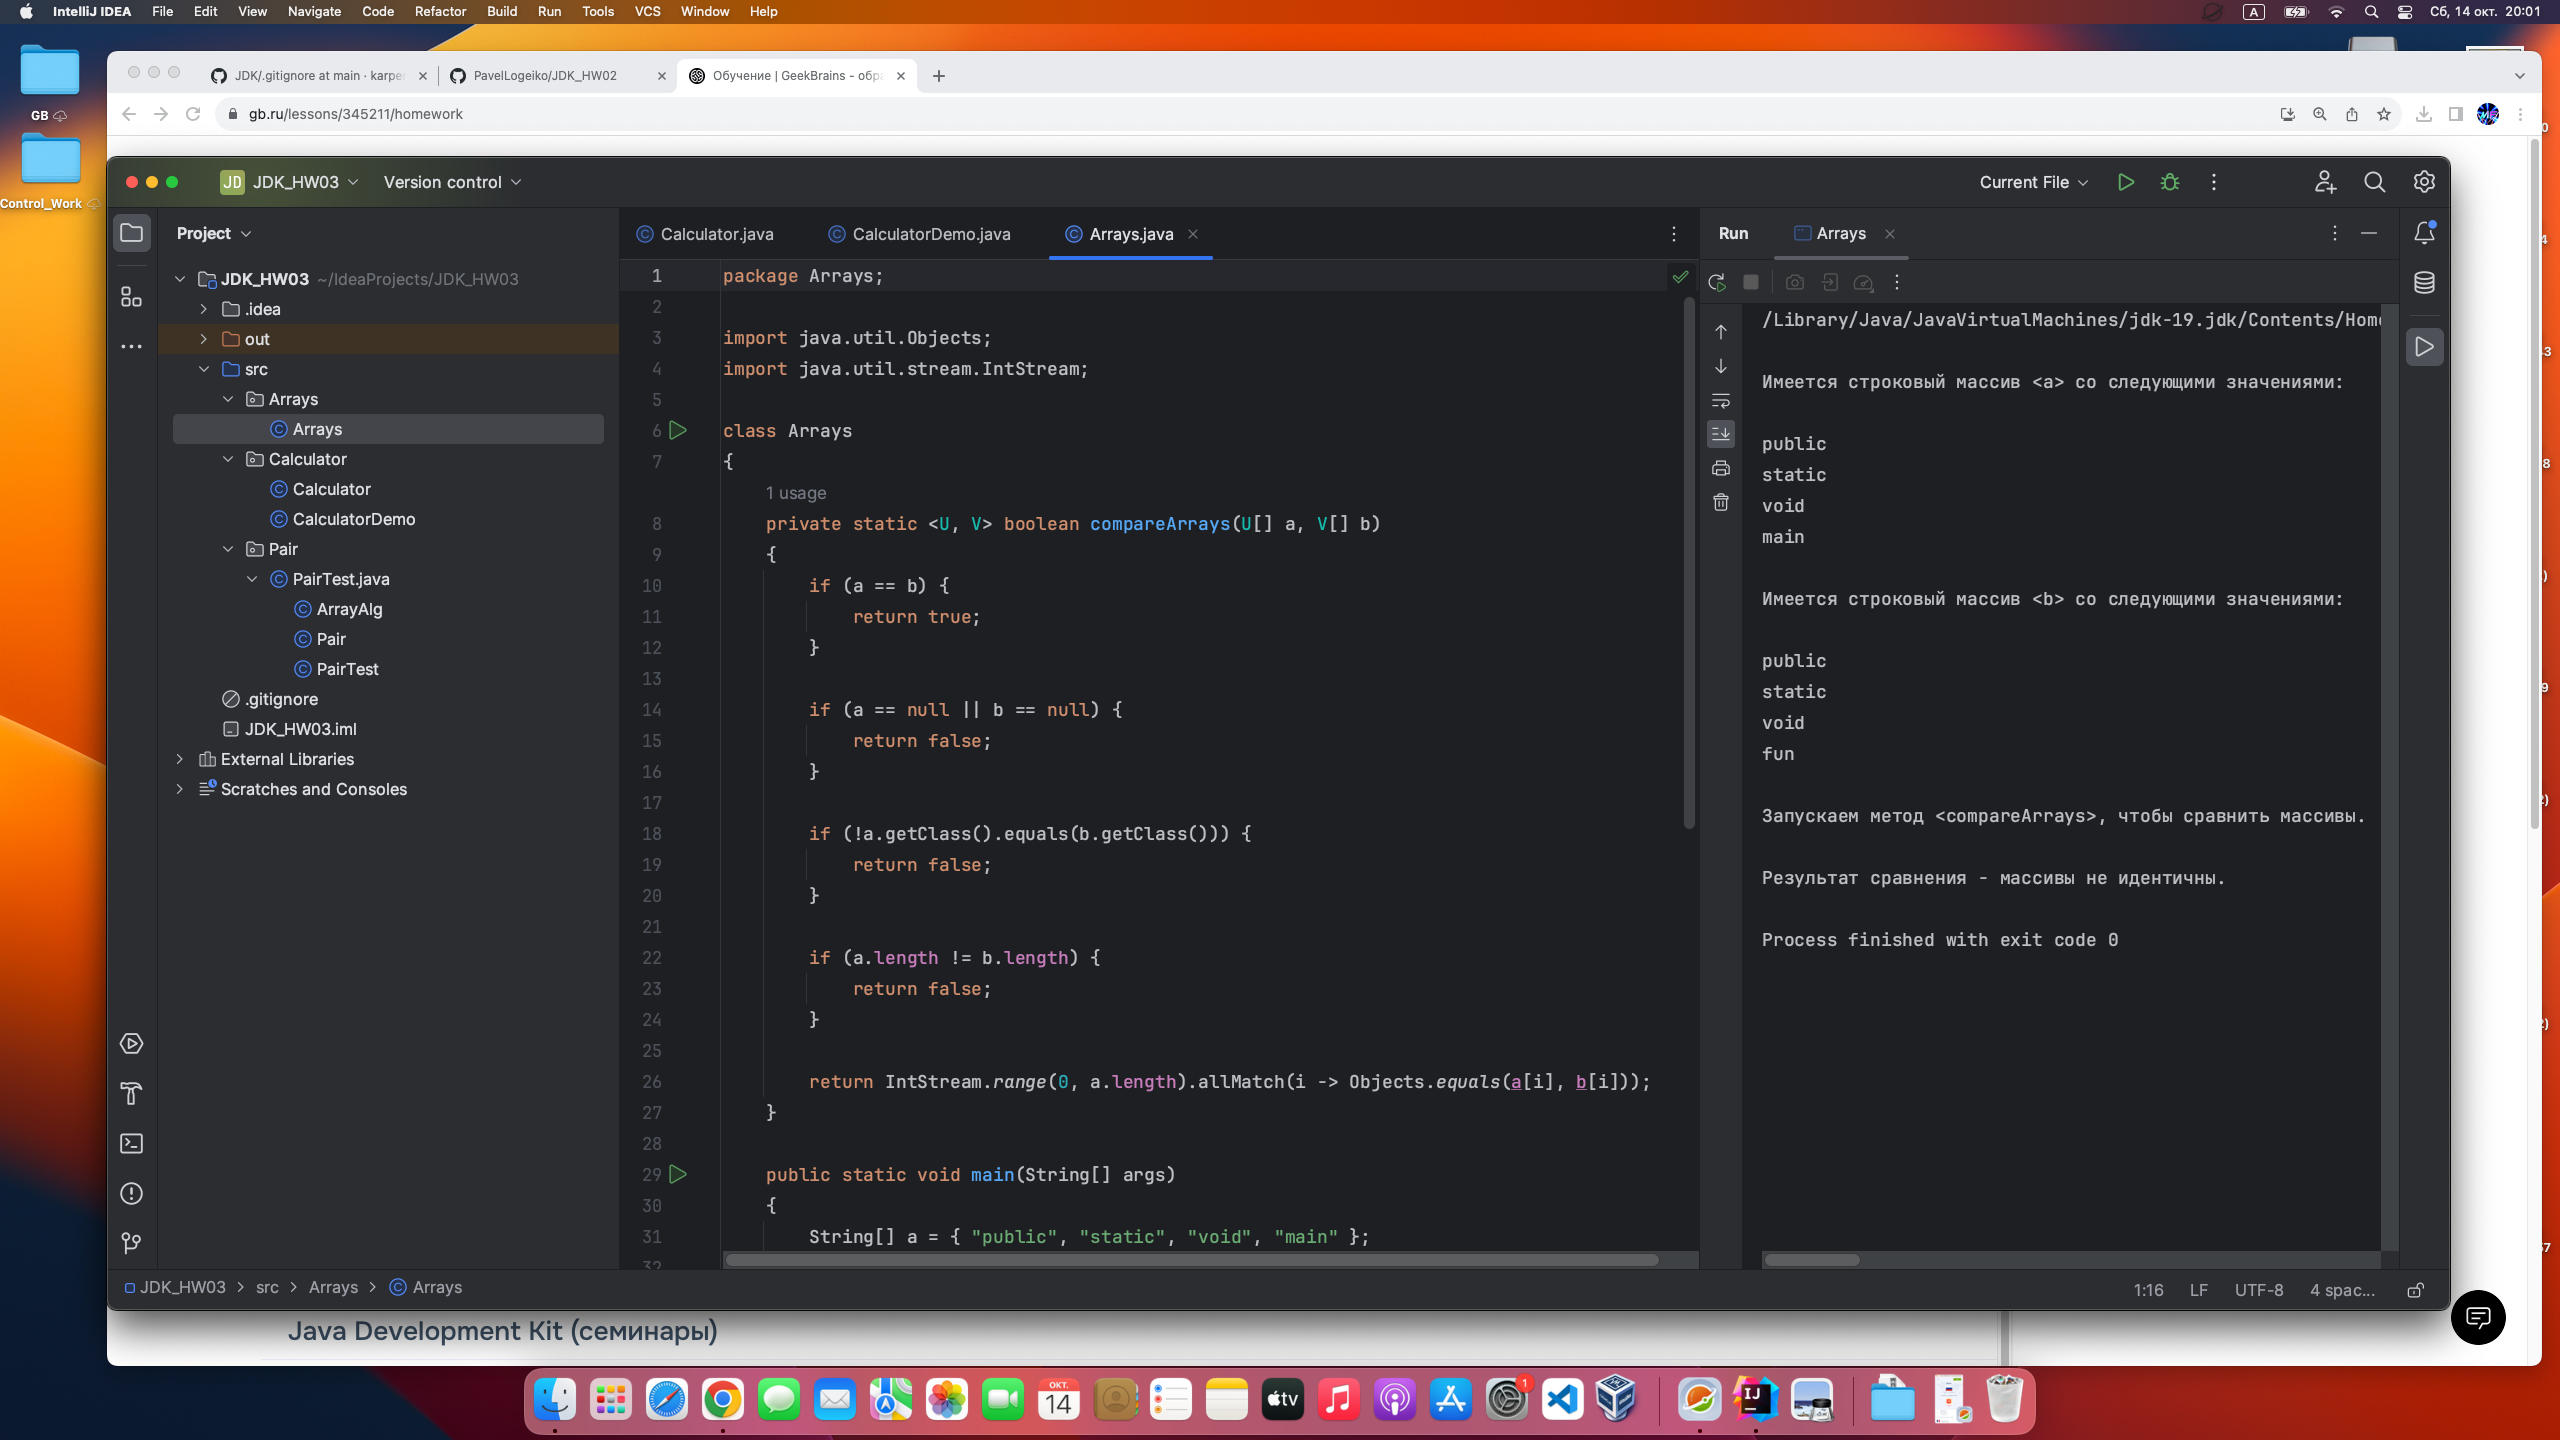 IntelliJ IDEA File Edit View Navigate Code Refactor Build Run Tools VCS Window Help
A
Сб, 14 окт. 20:01
GB
Control_Work
JDK/.gitignore at main · karpe
PavelLogeiko/JDK_HW02
Обучение | GeekBrains - обра
gb.ru/lessons/345211/homework
JD JDK_HW03 Version control
Current File
Project
JDK_HW03 ~/IdeaProjects/JDK_HW03
.idea
out
src
Arrays
Arrays
Calculator
Calculator
CalculatorDemo
Pair
PairTest.java
ArrayAlg
Pair
PairTest
.gitignore
JDK_HW03.iml
External Libraries
Scratches and Consoles
Calculator.java CalculatorDemo.java Arrays.java
1 package Arrays;
2
3 import java.util.Objects;
4 import java.util.stream.IntStream;
5
6 class Arrays
7 {
1 usage
8 private static <U, V> boolean compareArrays(U[] a, V[] b)
9 {
10 if (a == b) {
11 return true;
12 }
13
14 if (a == null || b == null) {
15 return false;
16 }
17
18 if (!a.getClass().equals(b.getClass())) {
19 return false;
20 }
21
22 if (a.length != b.length) {
23 return false;
24 }
25
26 return IntStream.range(0, a.length).allMatch(i -> Objects.equals(a[i], b[i]));
27 }
28
29 public static void main(String[] args)
30 {
31 String[] a = { "public", "static", "void", "main" };
32
Run Arrays
/Library/Java/JavaVirtualMachines/jdk-19.jdk/Contents/Home
Имеется строковый массив <a> со следующими значениями:
public
static
void
main
Имеется строковый массив <b> со следующими значениями:
public
static
void
fun
Запускаем метод <compareArrays>, чтобы сравнить массивы.
Результат сравнения - массивы не идентичны.
Process finished with exit code 0
JDK_HW03 > src > Arrays > Arrays
1:16 LF UTF-8 4 spac...
Java Development Kit (семинары)
ОКТ.
14
tv
1
IJ